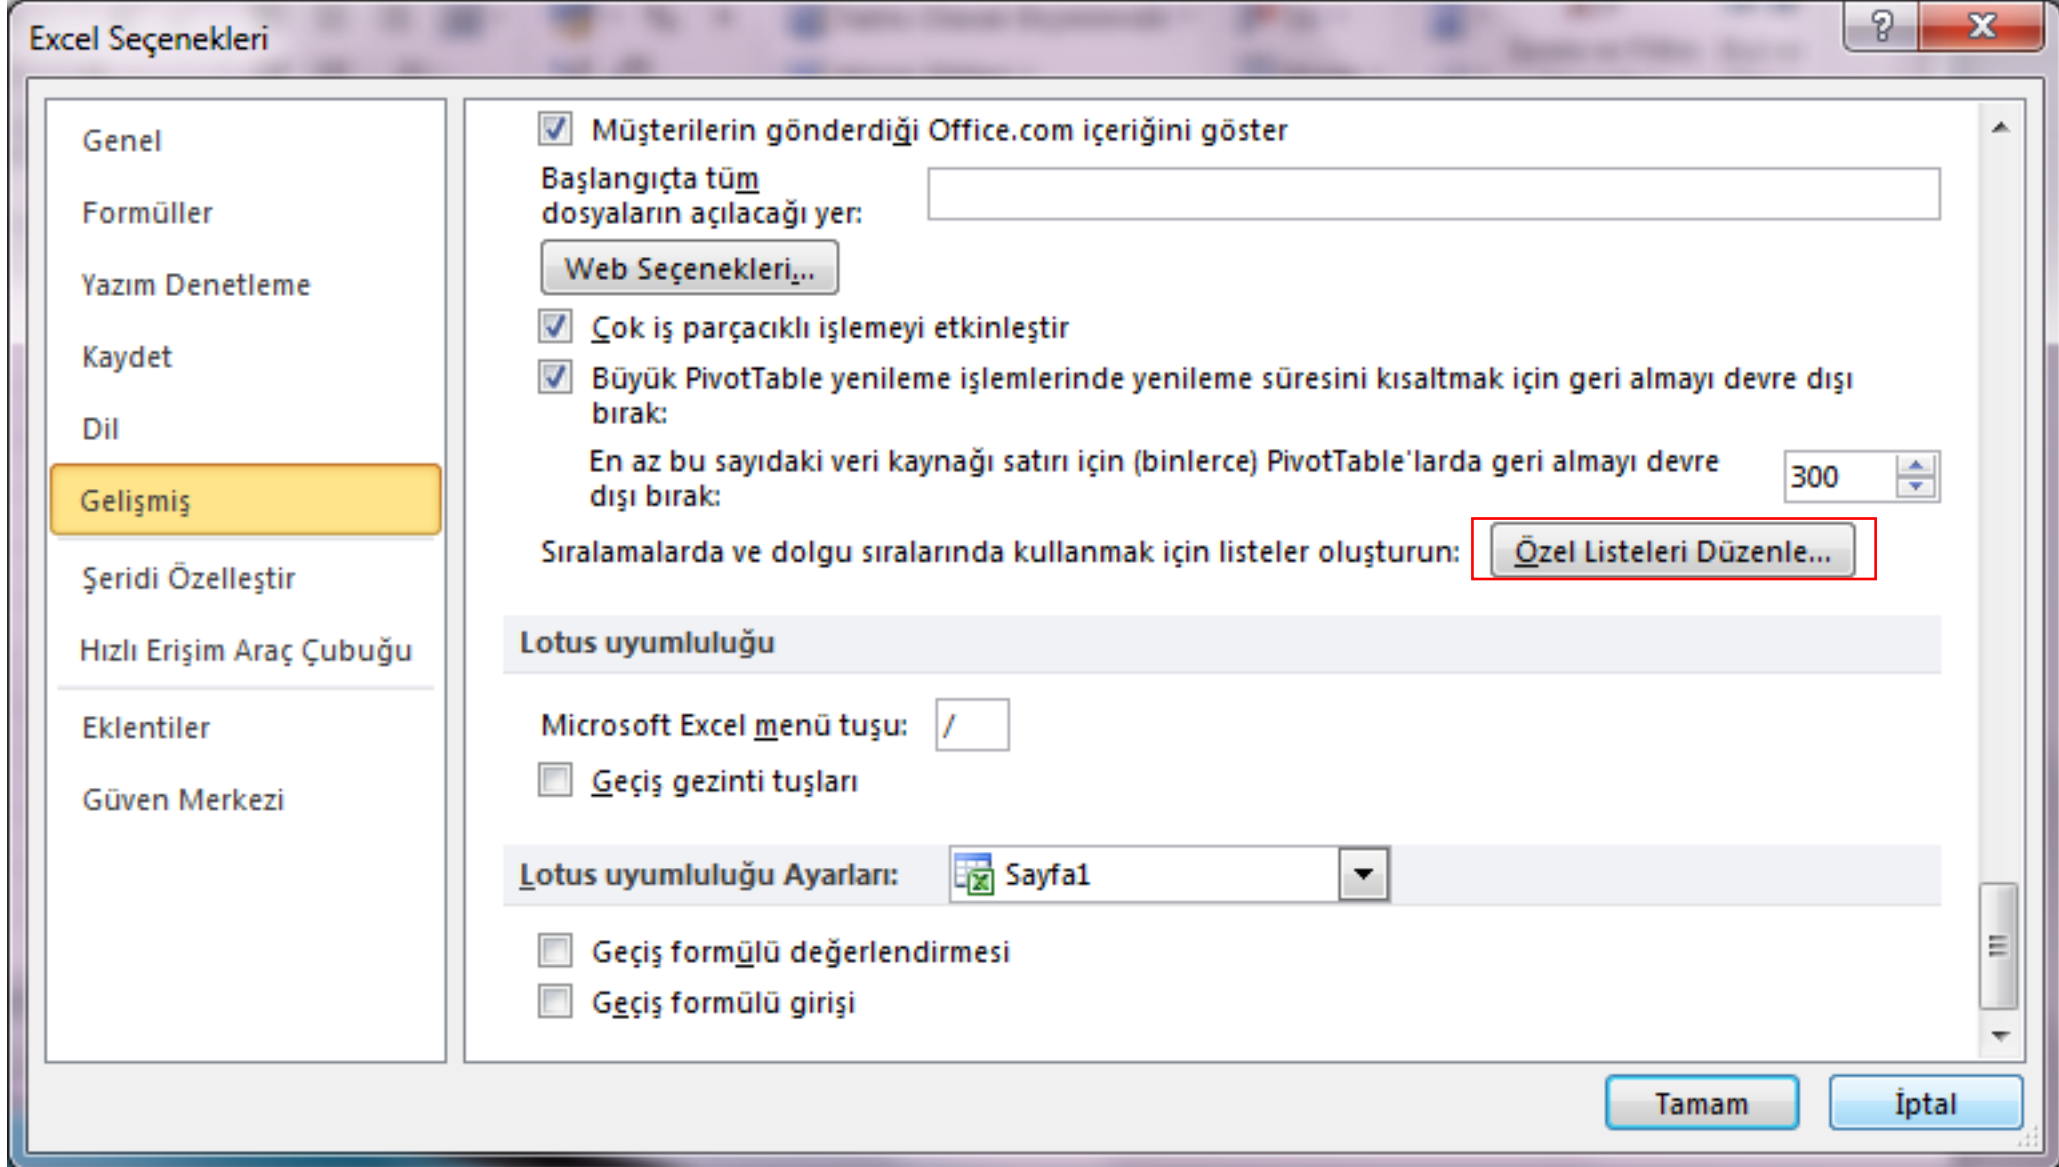 Excel Seçenekleri
Genel
Formüller
Yazım Denetleme
Kaydet
Dil
Gelişmiş
Şeridi Özelleştir
Hızlı Erişim Araç Çubuğu
Eklentiler
Güven Merkezi
Müşterilerin gönderdiği Office.com içeriğini göster
Başlangıçta tüm
dosyaların açılacağı yer:
Web Seçenekleri...
Çok iş parçacıklı işlemeyi etkinleştir
Büyük PivotTable yenileme işlemlerinde yenileme süresini kısaltmak için geri almayı devre dışı
bırak:
En az bu sayıdaki veri kaynağı satırı için (binlerce) PivotTable'larda geri almayı devre
dışı bırak:
300
Sıralamalarda ve dolgu sıralarında kullanmak için listeler oluşturun: Özel Listeleri Düzenle...
Lotus uyumluluğu
Microsoft Excel menü tuşu: /
Geçiş gezinti tuşları
Lotus uyumluluğu Ayarları: Sayfa1
Geçiş formülü değerlendirmesi
Geçiş formülü girişi
Tamam İptal